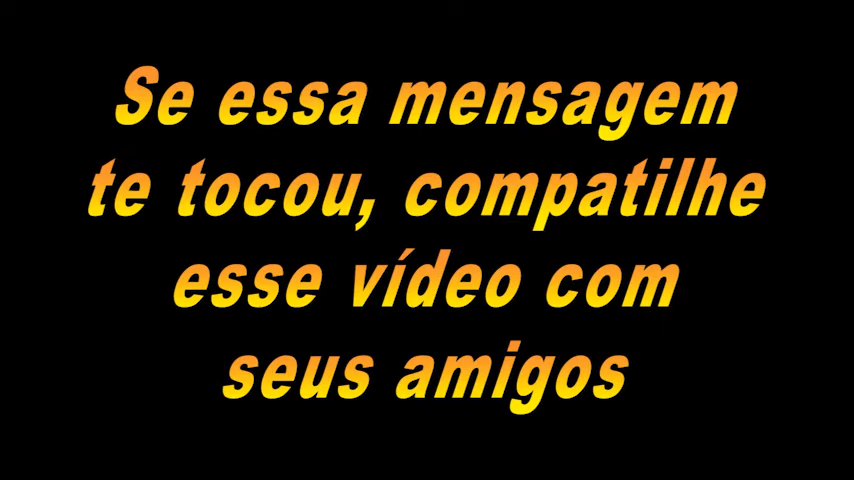 Se essa mensagem
te tocou, compatilhe
esse vídeo com
seus amigos